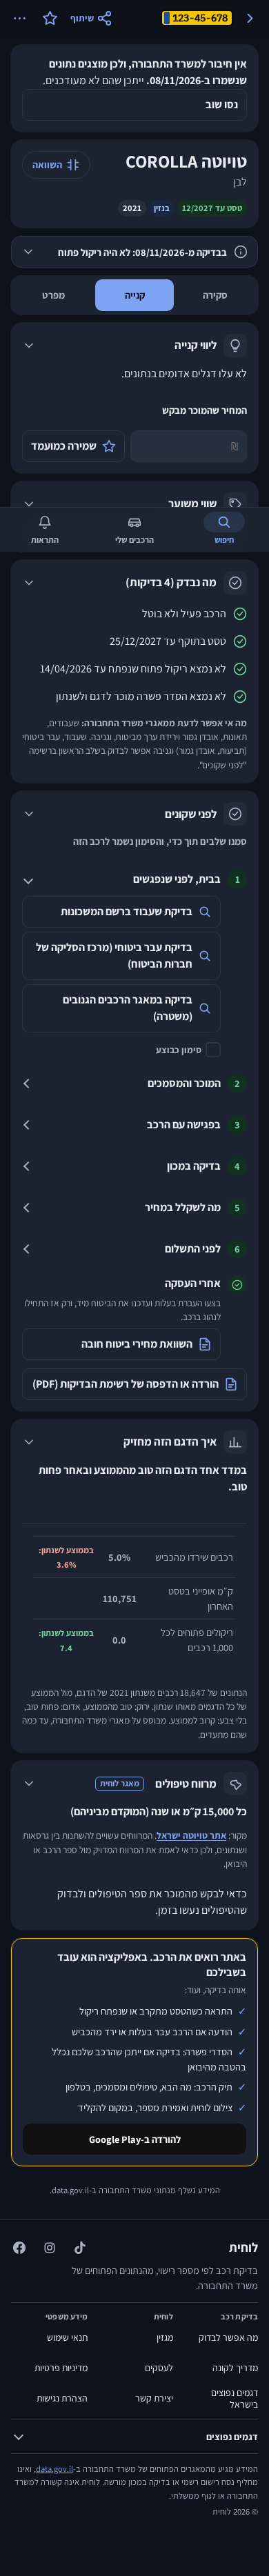 123-45-678
שיתוף
אין חיבור למשרד התחבורה, ולכן מוצגים נתונים
שנשמרו ב-08/11/2026. ייתכן שהם לא מעודכנים.
נסו שוב
טויוטה COROLLA
השוואה
לבן
טסט עד 12/2027
בנזין
2021
בבדיקה מ-08/11/2026: לא היה ריקול פתוח
סקירה
קנייה
מפרט
ליווי קנייה
לא עלו דגלים אדומים בנתונים.
המחיר שהמוכר מבקש
₪
שמירה כמועמד
שווי משוער
חיפוש
הרכבים שלי
התראות
מה נבדק (4 בדיקות)
הרכב פעיל ולא בוטל
טסט בתוקף עד 25/12/27
לא נמצא ריקול פתוח שנפתח עד 14/04/2026
לא נמצא הסדר פשרה מוכר לדגם ולשנתון
מה אי אפשר לדעת ממאגרי משרד התחבורה: שעבודים,
תאונות, אובדן גמור וירידת ערך מביטוח, וגניבה. שעבוד, עבר ביטוחי
(תביעות, אובדן גמור) וגניבה אפשר לבדוק בשלב הראשון ברשימה
"לפני שקונים".
לפני שקונים
סמנו שלבים תוך כדי, והסימון נשמר לרכב הזה
1
בבית, לפני שנפגשים
בדיקת שעבוד ברשם המשכונות
בדיקת עבר ביטוחי (מרכז הסליקה של
חברות הביטוח)
בדיקה במאגר הרכבים הגנובים
(משטרה)
סימון כבוצע
2
המוכר והמסמכים
3
בפגישה עם הרכב
4
בדיקה במכון
5
מה לשקלל במחיר
6
לפני התשלום
אחרי העסקה
בצעו העברת בעלות ועדכנו את הביטוח מיד, ורק אז התחילו
לנהוג ברכב.
השוואת מחירי ביטוח חובה
הורדה או הדפסה של רשימת הבדיקות (PDF)
איך הדגם הזה מחזיק
במדד אחד הדגם הזה טוב מהממוצע ובאחר פחות
טוב.
רכבים שירדו מהכביש
5.0%
בממוצע לשנתון:
3.6%
ק״מ אופייני בטסט
האחרון
110,751
ריקולים פתוחים לכל
1,000 רכבים
0.0
בממוצע לשנתון:
7.4
הנתונים של 18,647 רכבים משנתון 2021 של הדגם, מול הממוצע
של כל הדגמים מאותו שנתון. ירוק: טוב מהממוצע, אדום: פחות טוב,
בלי צבע: קרוב לממוצע. מבוסס על מאגרי משרד התחבורה, עד כמה
שהם מתעדים.
מרווח טיפולים
מאגר לוחית
כל 15,000 ק״מ או שנה (המוקדם מביניהם)
מקור: אתר טויוטה ישראל. המרווחים עשויים להשתנות בין גרסאות
ושנתונים, ולכן כדאי לאמת את המרווח המדויק מול ספר הרכב או
היבואן.
כדאי לבקש מהמוכר את ספר הטיפולים ולבדוק
שהטיפולים נעשו בזמן.
באתר רואים את הרכב. באפליקציה הוא עובד
בשבילכם
אותה בדיקה, ועוד:
✓ התראה כשהטסט מתקרב או שנפתח ריקול
✓ הודעה אם הרכב עבר בעלות או ירד מהכביש
✓ הסדרי פשרה: בדיקה אם ייתכן שהרכב שלכם נכלל
בהטבה מהיבואן
✓ תיק הרכב: מה הבא, טיפולים ומסמכים, בטלפון
✓ צילום לוחית ואמירת מספר, במקום להקליד
להורדה ב-Google Play
המידע נשלף מנתוני משרד התחבורה ב-data.gov.il.
לוחית
בדיקת רכב לפי מספר רישוי, מהנתונים הפתוחים של
משרד התחבורה.
בדיקת רכב
לוחית
מידע משפטי
מה אפשר לבדוק
מגזין
תנאי שימוש
מדריך לקונה
לעסקים
מדיניות פרטיות
דגמים נפוצים
בישראל
יצירת קשר
הצהרת נגישות
דגמים נפוצים
המידע מגיע מהמאגרים הפתוחים של משרד התחבורה ב-data.gov.il, ואינו
מחליף נסח רישום רשמי או בדיקה במכון מורשה. לוחית אינה קשורה למשרד
התחבורה או לגוף ממשלתי.
© 2026 לוחית